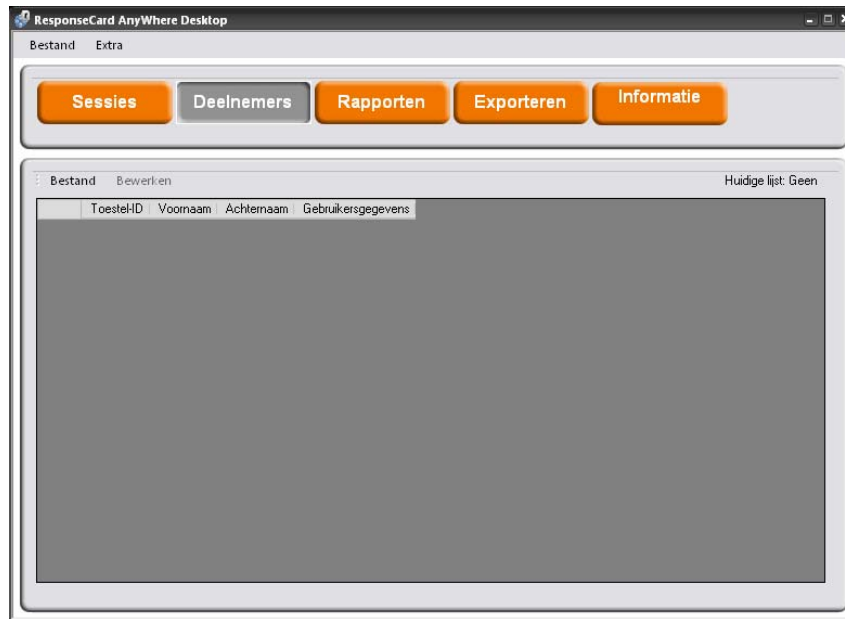 ResponseCard AnyWhere Desktop
Bestand Extra
Sessies Deelnemers Rapporten Exporteren Informatie
Bestand Bewerken Huidige lijst: Geen
Toestel-ID Voornaam Achternaam Gebruikersgegevens